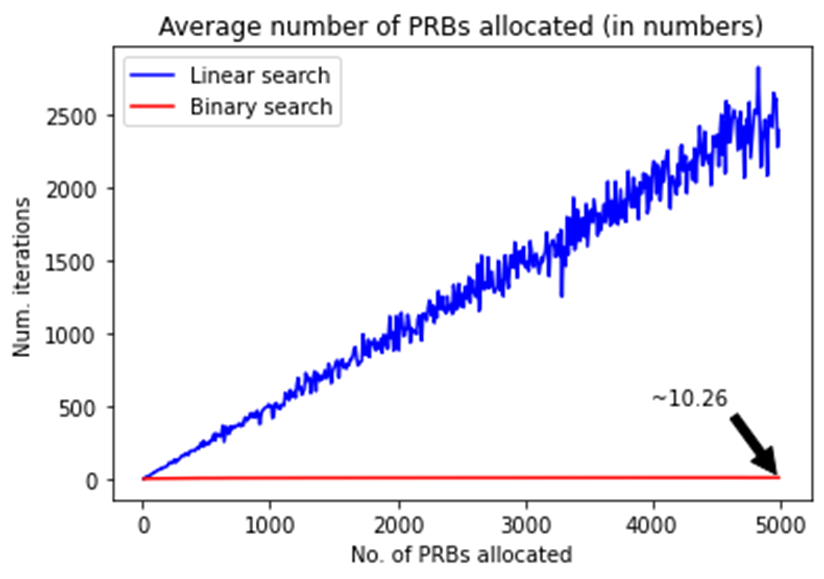 Average number of PRBs allocated (in numbers)
Linear search
Binary search
2500
2000
1500
1000
500
0
Num. iterations
~10.26
0 1000 2000 3000 4000 5000
No. of PRBs allocated